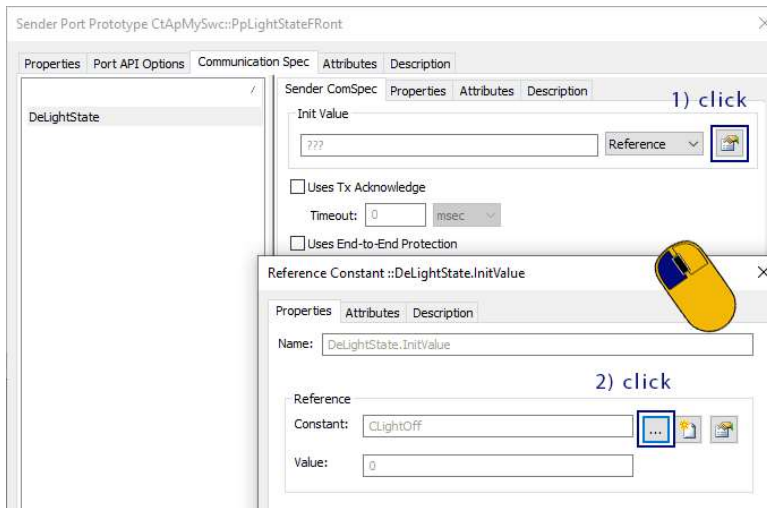 Sender Port Prototype CtApMySwc::PpLightStateFRont
Properties Port API Options Communication Spec Attributes Description
DeLightState
Sender ComSpec Properties Attributes Description
1) click
Init Value
??? Reference
Uses Tx Acknowledge
Timeout: 0 msec
Uses End-to-End Protection
Reference Constant ::DeLightState.InitValue
Properties Attributes Description
Name: DeLightState.InitValue
2) click
Reference
Constant: CLightOff ...
Value: 0